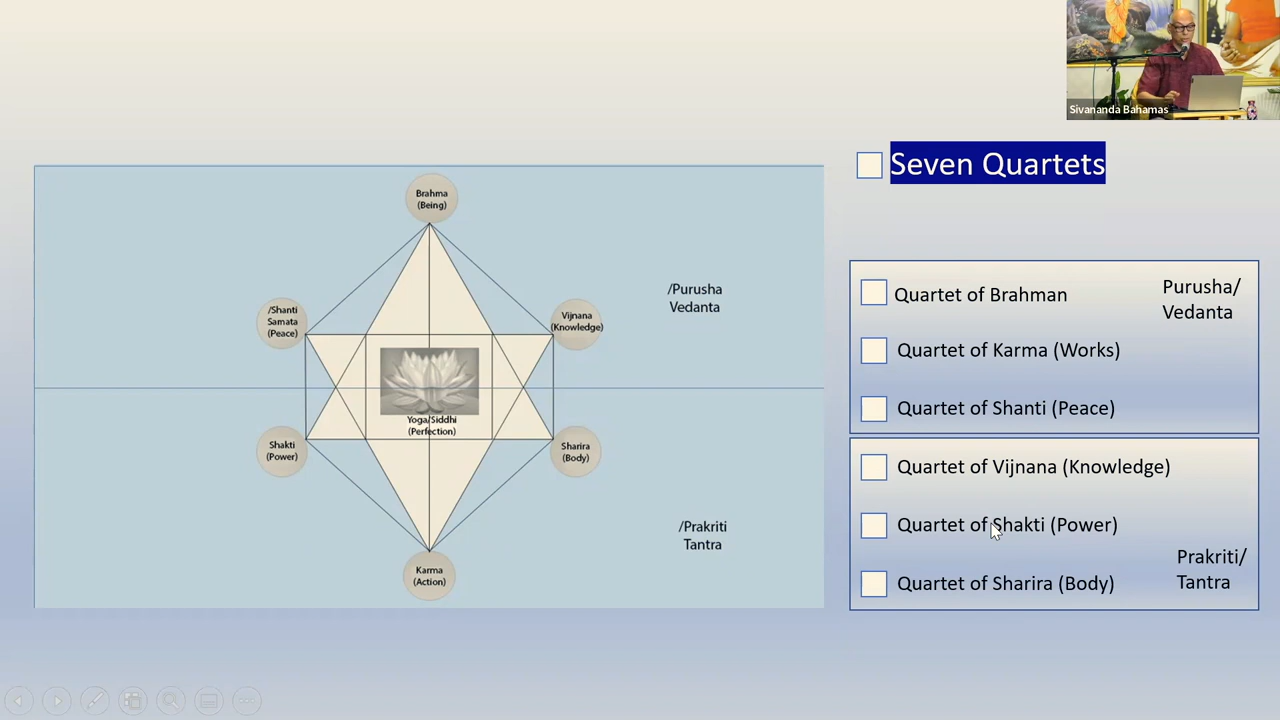 Sivananda Bahamas
Seven Quartets
Brahma
(Being)
/Shanti
Samata
(Peace)
Vijnana
(Knowledge)
/Purusha
Vedanta
Yoga/Siddhi
(Perfection)
Shakti
(Power)
Sharira
(Body)
/Prakriti
Tantra
Karma
(Action)
Quartet of Brahman
Purusha/
Vedanta
Quartet of Karma (Works)
Quartet of Shanti (Peace)
Quartet of Vijnana (Knowledge)
Quartet of Shakti (Power)
Quartet of Sharira (Body)
Prakriti/
Tantra